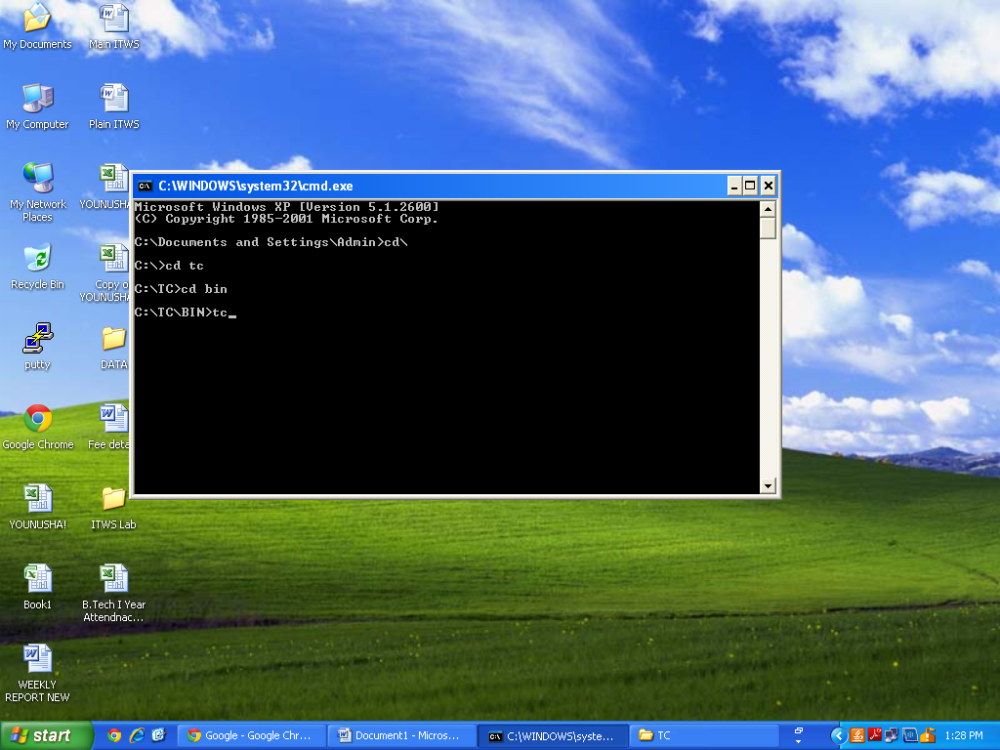 My Documents
Main ITWS
My Computer
Plain ITWS
My Network
Places
YOUNUSHA
Recycle Bin
Copy o
YOUNUSHA
putty
DATA
Google Chrome
Fee deta
YOUNUSHA!
ITWS Lab
Book1
B.Tech I Year
Attendnac...
WEEKLY
REPORT NEW
C:\WINDOWS\system32\cmd.exe
Microsoft Windows XP [Version 5.1.2600]
(C) Copyright 1985-2001 Microsoft Corp.
C:\Documents and Settings\Admin>cd\
C:\>cd tc
C:\TC>cd bin
C:\TC\BIN>tc_
start
Google - Google Chr...
Document1 - Micros...
C:\WINDOWS\syste...
TC
1:28 PM